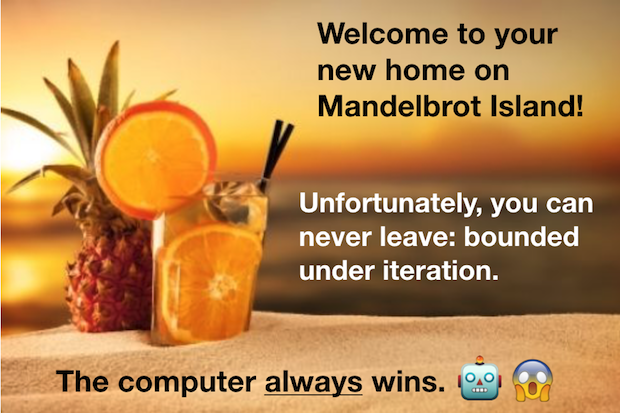 Welcome to your
new home on
Mandelbrot Island!
Unfortunately, you can
never leave: bounded
under iteration.
The computer always wins. 🤖 😱